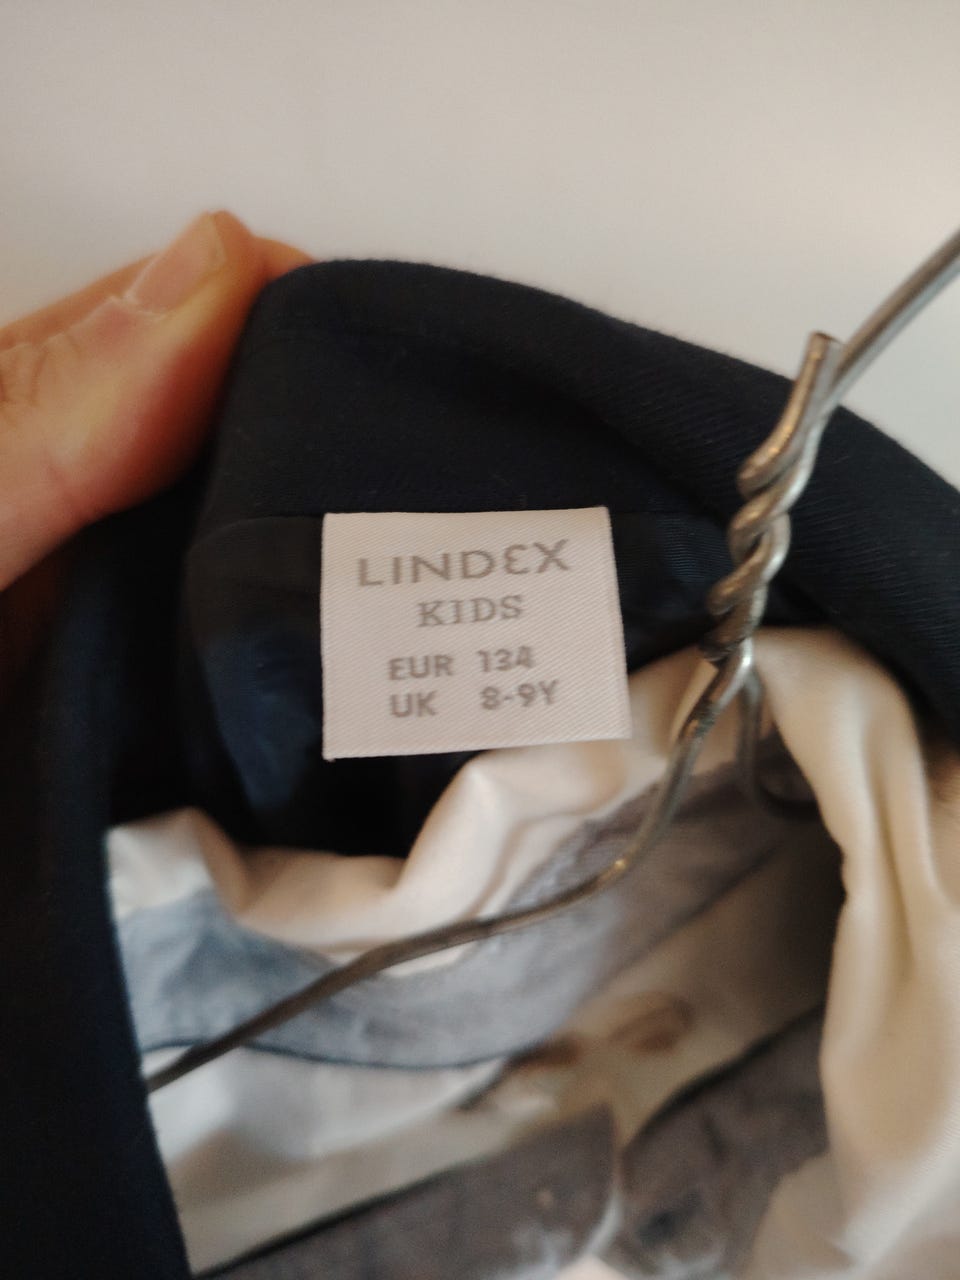 LINDEX
KIDS
EUR 134
UK 8-9Y